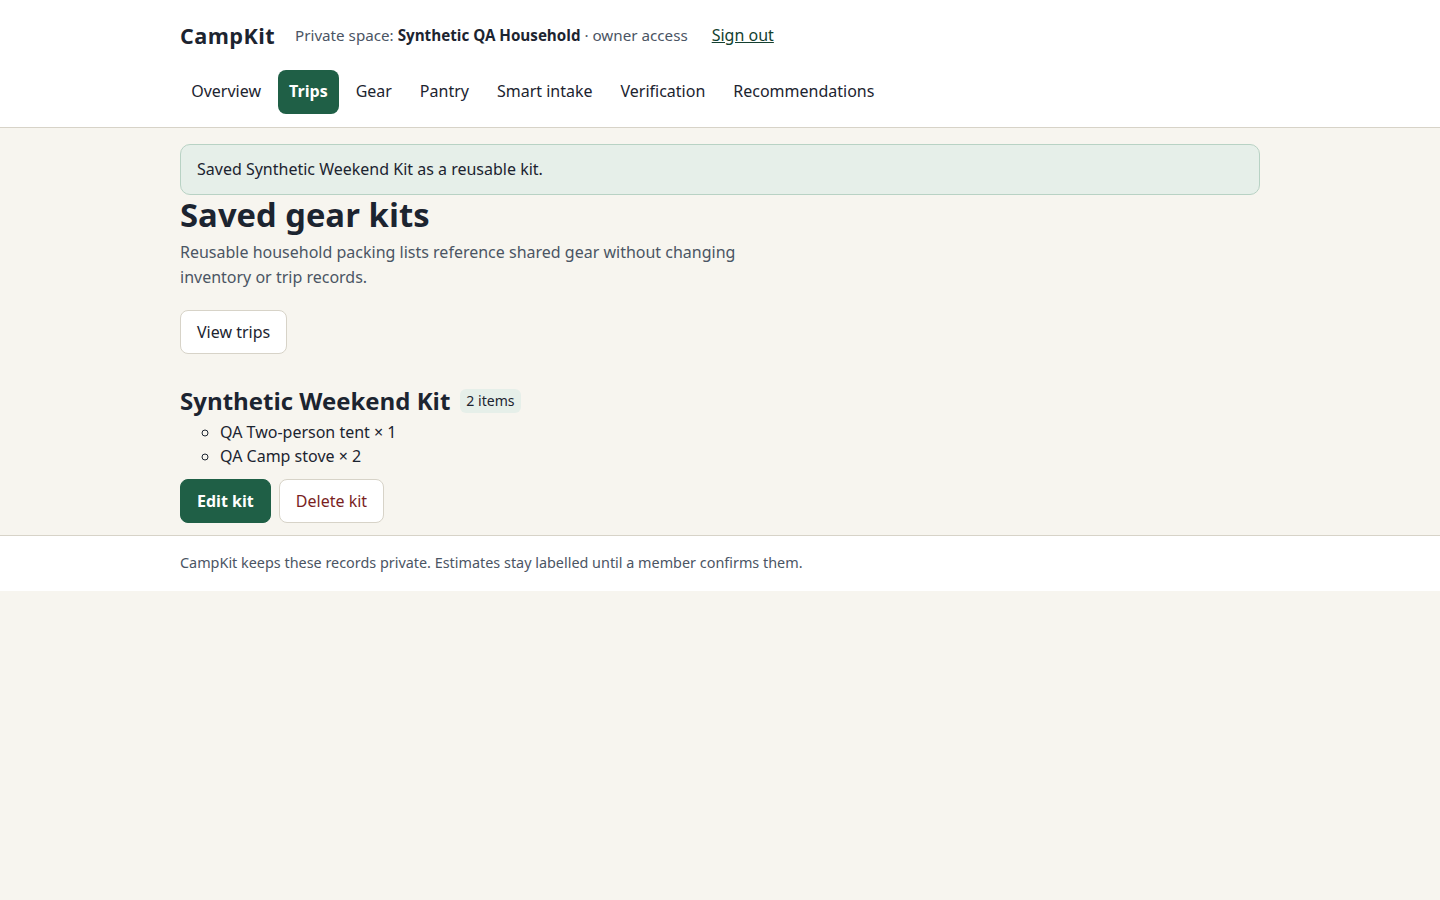 CampKit Private space: Synthetic QA Household · owner access Sign out
Overview Trips Gear Pantry Smart intake Verification Recommendations
Saved Synthetic Weekend Kit as a reusable kit.
Saved gear kits
Reusable household packing lists reference shared gear without changing
inventory or trip records.
View trips
Synthetic Weekend Kit 2 items
QA Two-person tent × 1
QA Camp stove × 2
Edit kit Delete kit
CampKit keeps these records private. Estimates stay labelled until a member confirms them.